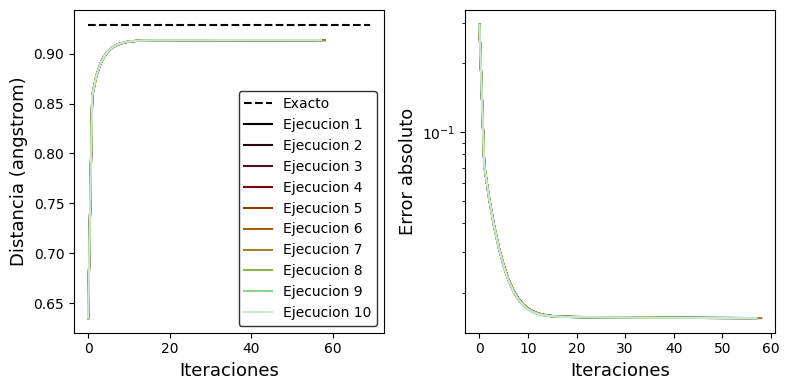 0.90
0.85
0.80
0.75
0.70
0.65
Distancia (angstrom)
0
20
40
60
Iteraciones
Exacto
Ejecucion 1
Ejecucion 2
Ejecucion 3
Ejecucion 4
Ejecucion 5
Ejecucion 6
Ejecucion 7
Ejecucion 8
Ejecucion 9
Ejecucion 10
Error absoluto
10⁻¹
0
10
20
30
40
50
60
Iteraciones